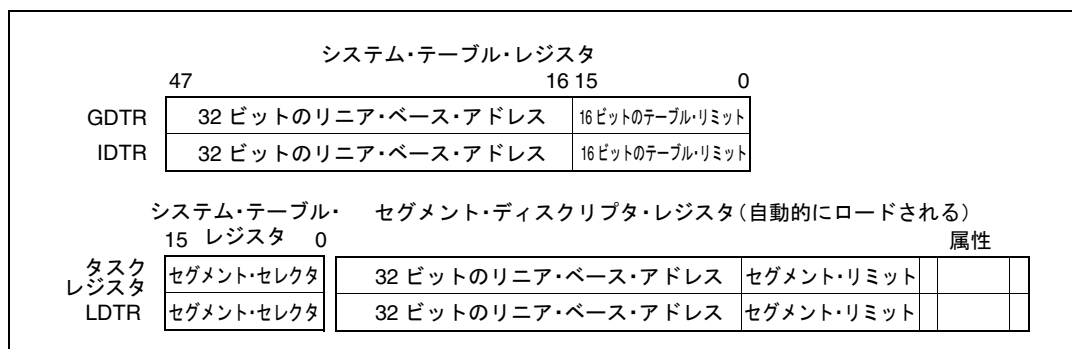 システム・テーブル・レジスタ
47 16 15 0
GDTR 32 ビットのリニア・ベース・アドレス 16 ビットのテーブル・リミット
IDTR 32 ビットのリニア・ベース・アドレス 16 ビットのテーブル・リミット
システム・テーブル・ セグメント・ディスクリプタ・レジスタ(自動的にロードされる)
15 レジスタ 0 属性
タスク
レジスタ セグメント・セレクタ 32 ビットのリニア・ベース・アドレス セグメント・リミット
LDTR セグメント・セレクタ 32 ビットのリニア・ベース・アドレス セグメント・リミット